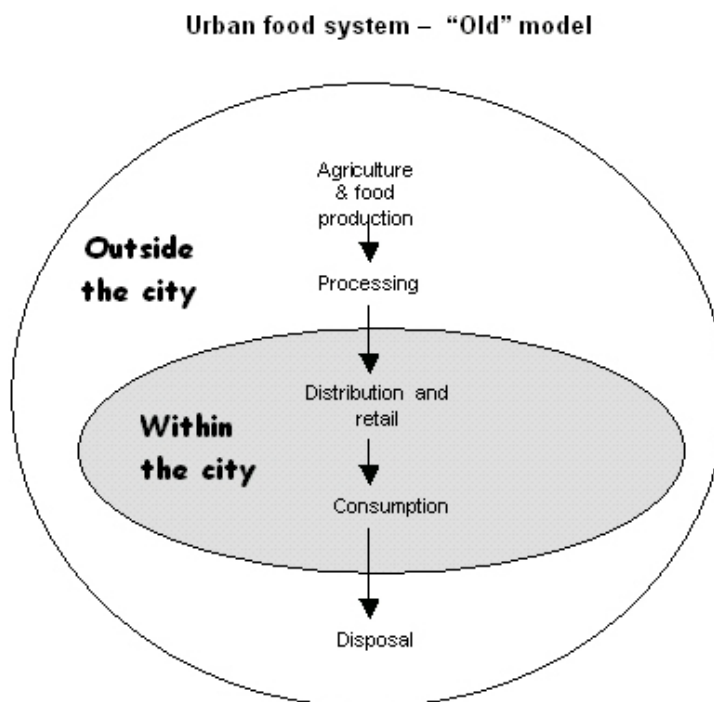 Urban food system – “Old” model
Agriculture
& food
production
Outside
the city
Processing
Distribution and
retail
Within
the city
Consumption
Disposal